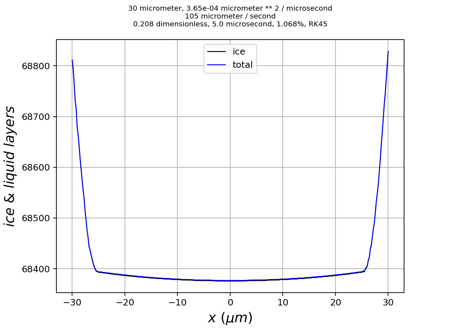 30 micrometer, 3.65e-04 micrometer ** 2 / microsecond
105 micrometer / second
0.208 dimensionless, 5.0 microsecond, 1.068%, RK45
ice
total
68800
68700
68600
68500
68400
ice & liquid layers
−30
−20
−10
0
10
20
30
x (μm)